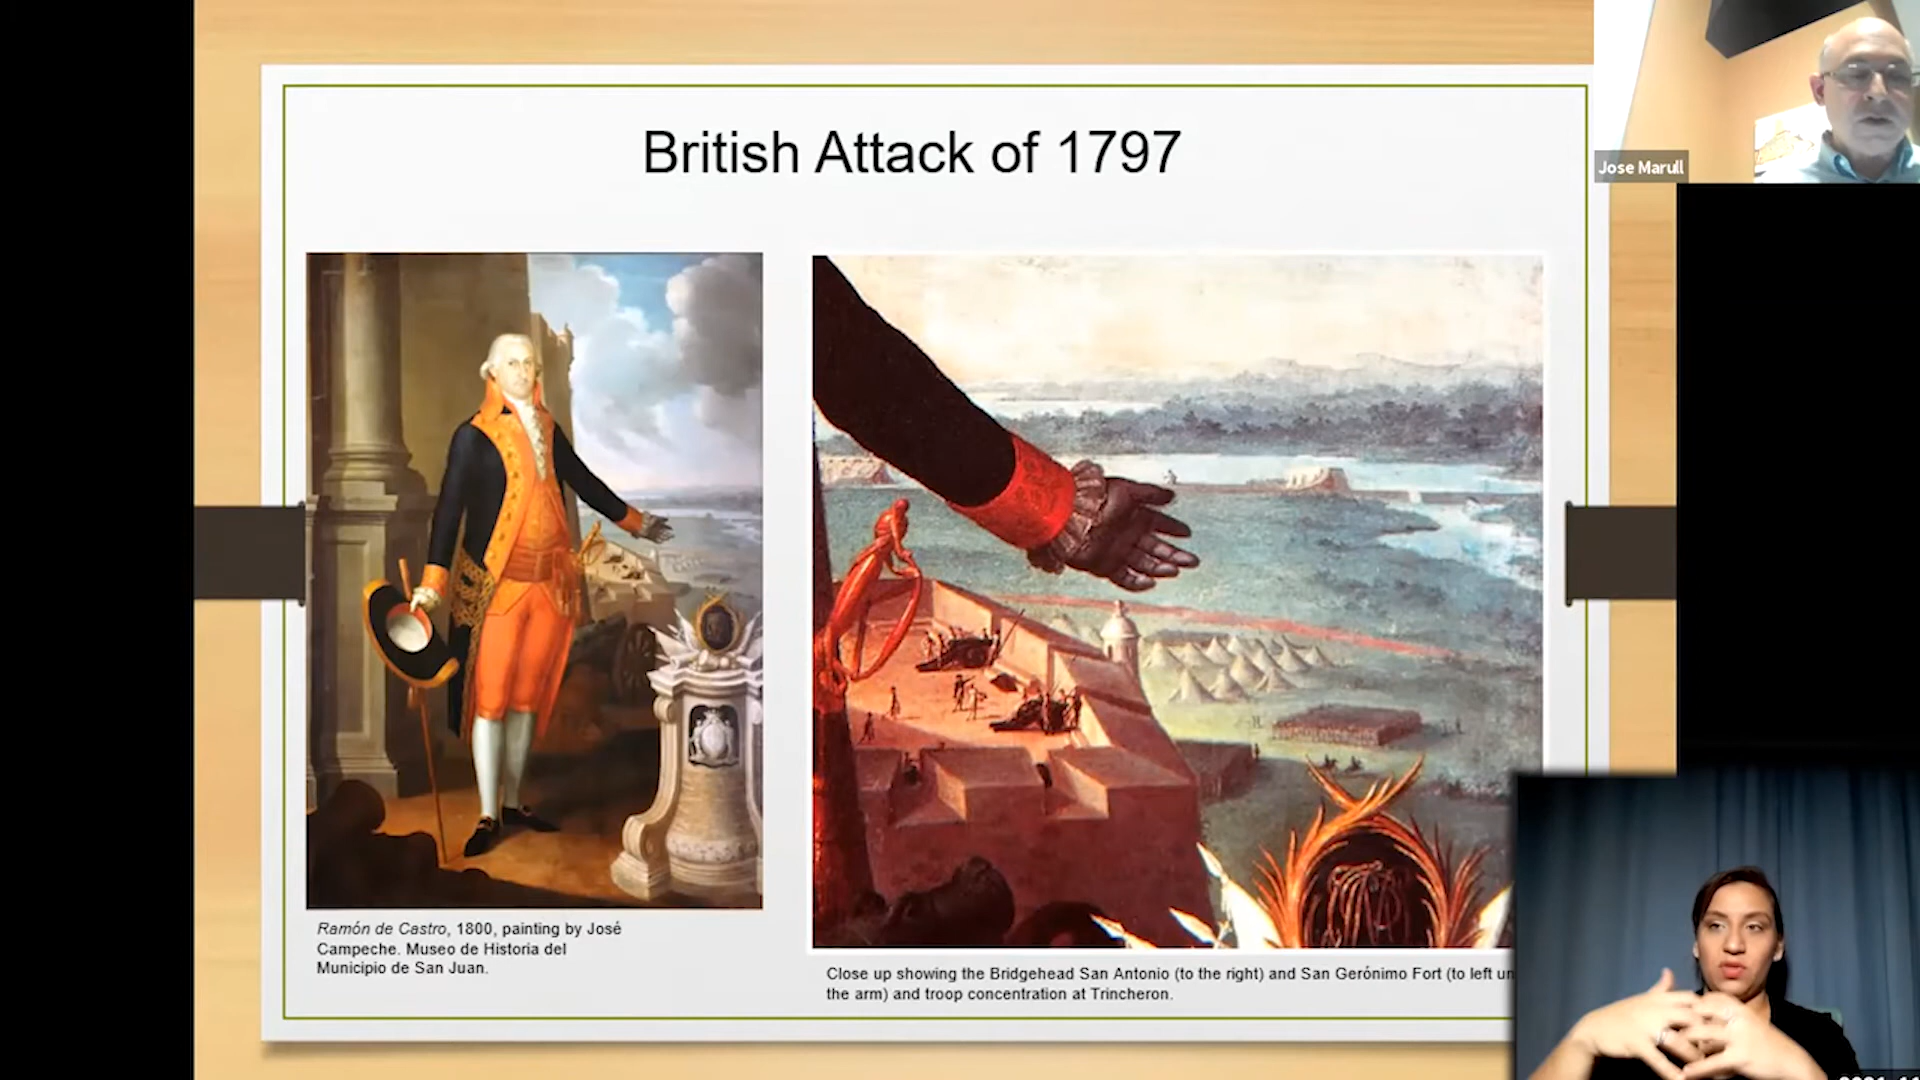 British Attack of 1797
Jose Marull
Ramón de Castro, 1800, painting by José
Campeche. Museo de Historia del
Municipio de San Juan.
Close up showing the Bridgehead San Antonio (to the right) and San Gerónimo Fort (to left un
the arm) and troop concentration at Trincheron.